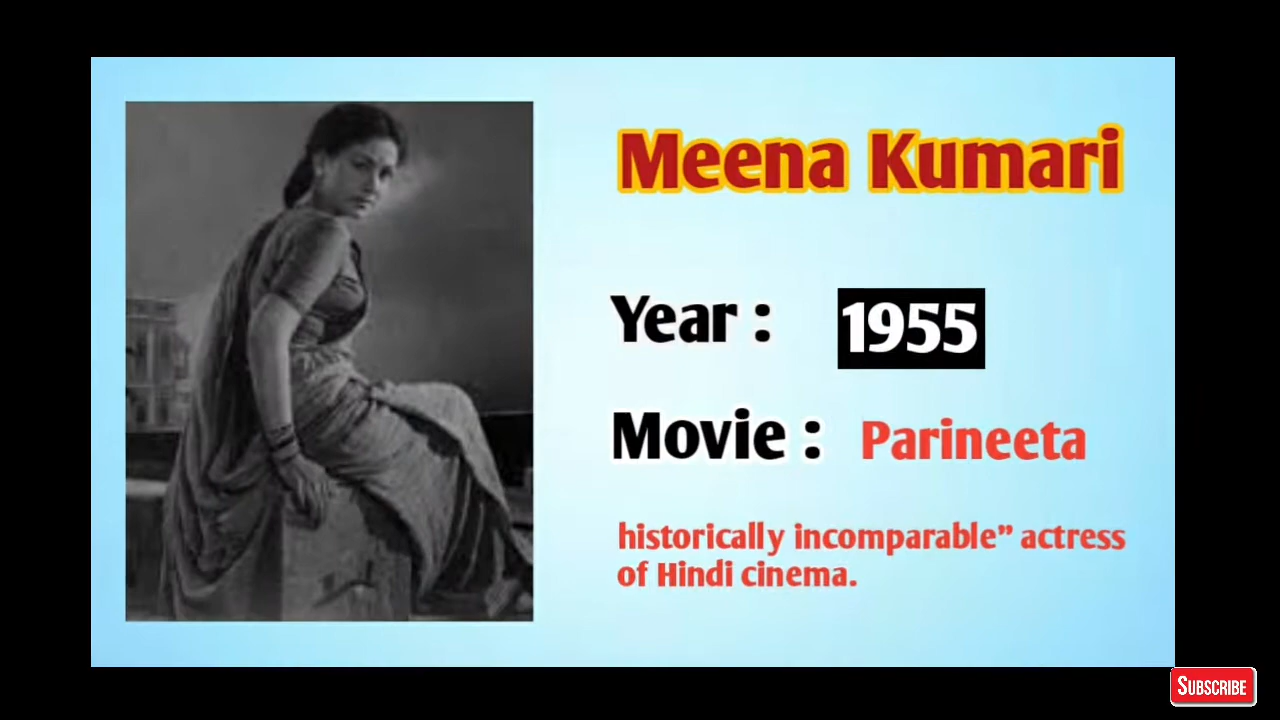 Meena Kumari
Year : 1955
Movie : Parineeta
historically incomparable” actress
of Hindi cinema.
SUBSCRIBE